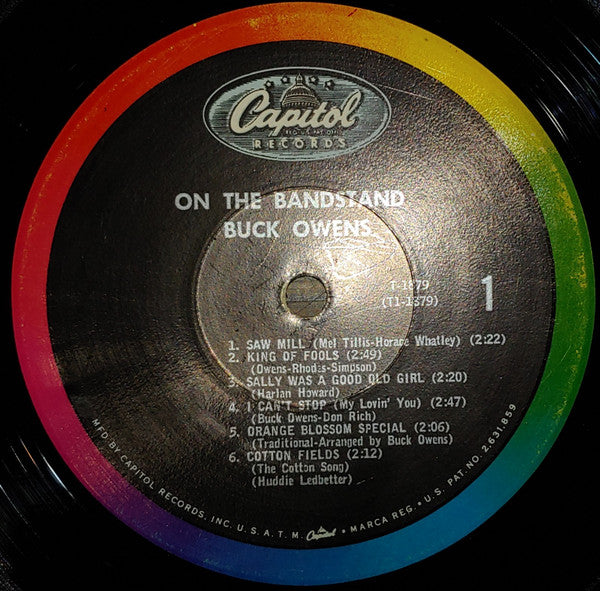 Capitol
REG. U.S. PAT. OFF.
RECORDS
ON THE BANDSTAND
BUCK OWENS
T-1879
(T1-1879)
1
1. SAW MILL (Mel Tillis-Horace Whatley) (2:22)
2. KING OF FOOLS (2:49)
(Owens-Rhodes-Simpson)
3. SALLY WAS A GOOD OLD GIRL (2:20)
(Harlan Howard)
4. I CAN'T STOP (My Lovin' You) (2:47)
(Buck Owens-Don Rich)
5. ORANGE BLOSSOM SPECIAL (2:06)
(Traditional-Arranged by Buck Owens)
6. COTTON FIELDS (2:12)
(The Cotton Song)
(Huddie Ledbetter)
MFD BY CAPITOL RECORDS, INC. U.S.A. T.M. Capitol • MARCA REG. • U.S. PAT. NO. 2,631,859